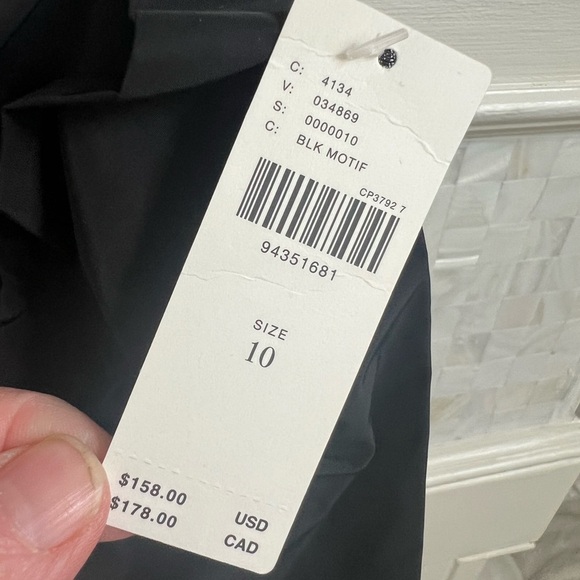 C: 4134
V: 034869
S: 0000010
C: BLK MOTIF
CP3792 7
94351681
SIZE
10
$158.00 USD
$178.00 CAD